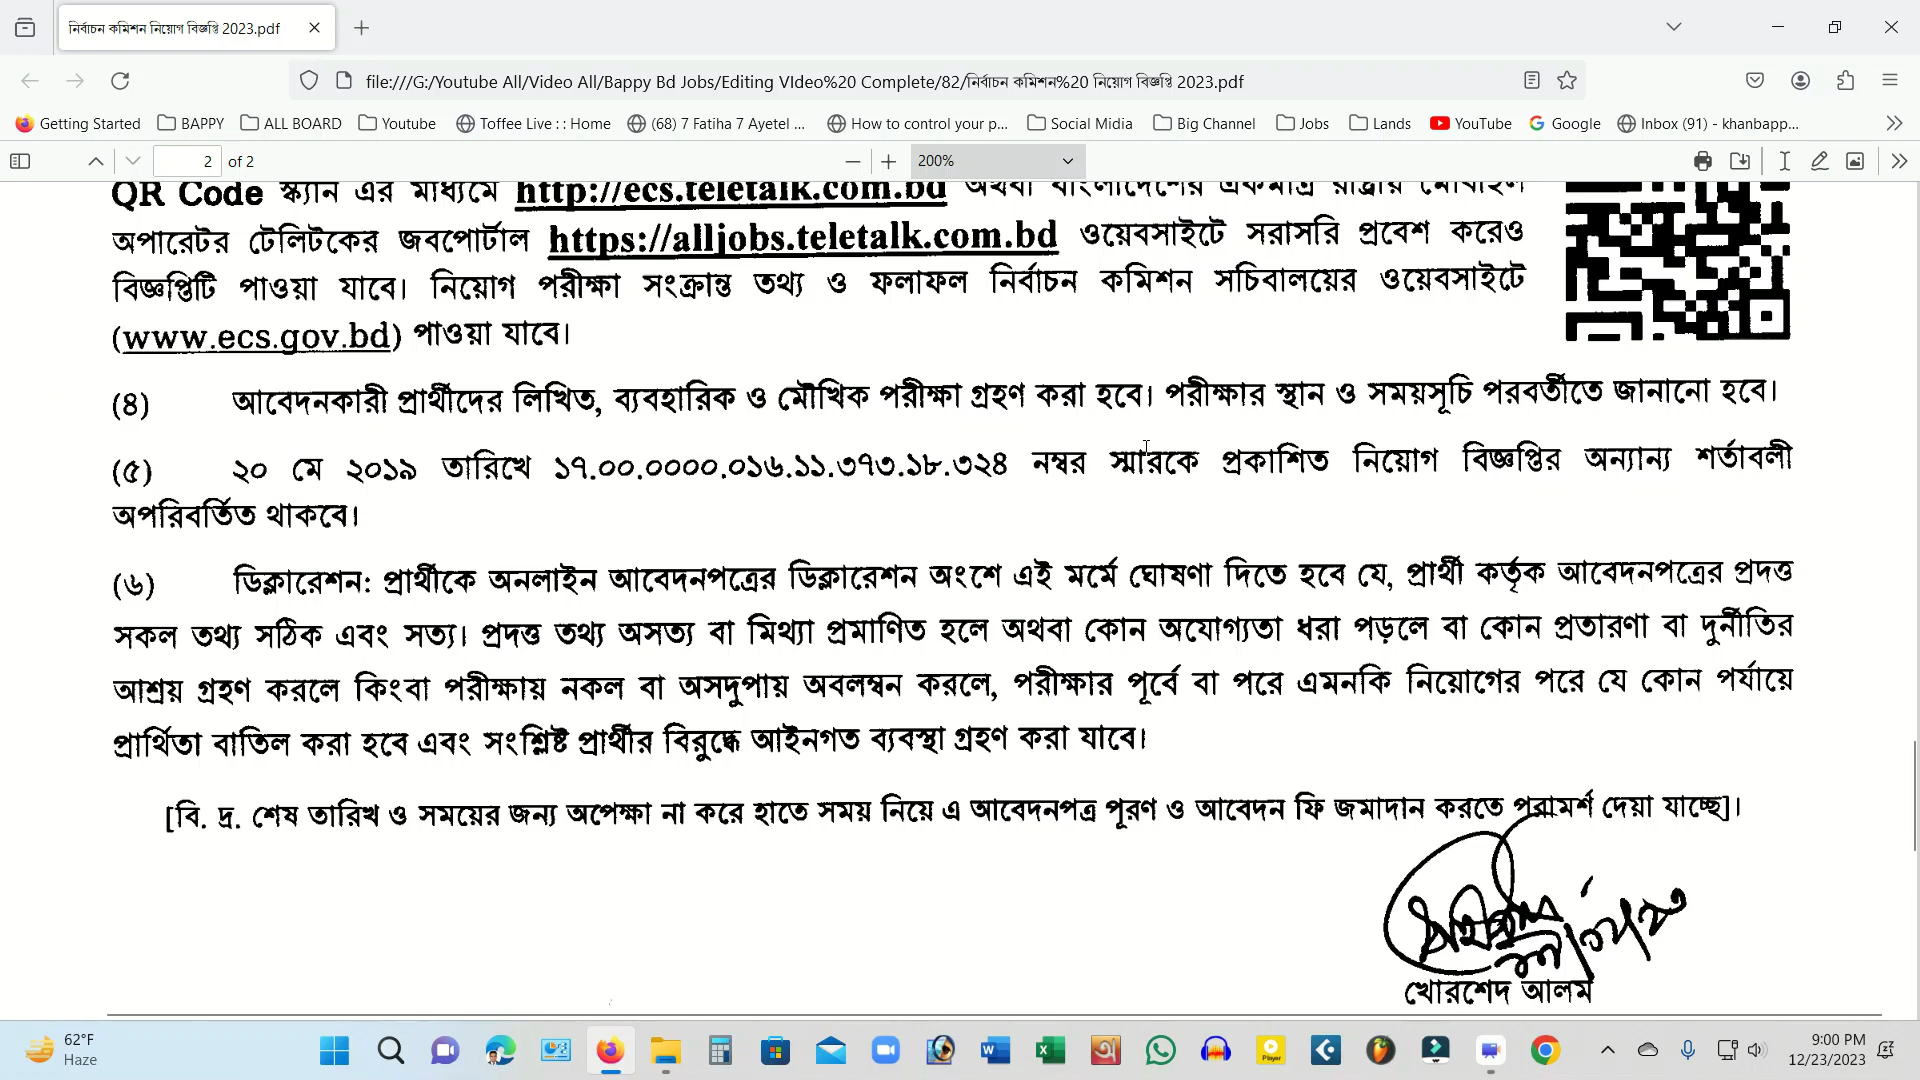 নির্বাচন কমিশন নিয়োগ বিজ্ঞপ্তি 2023.pdf
file:///G:/Youtube All/Video All/Bappy Bd Jobs/Editing VIdeo%20 Complete/82/নির্বাচন কমিশন%20 নিয়োগ বিজ্ঞপ্তি 2023.pdf
Getting Started BAPPY ALL BOARD Youtube Toffee Live : : Home (68) 7 Fatiha 7 Ayetel ... How to control your p... Social Midia Big Channel Jobs Lands YouTube Google Inbox (91) - khanbapp...
2 of 2 200%
QR Code স্ক্যান এর মাধ্যমে http://ecs.teletalk.com.bd অথবা বাংলাদেশের একমাত্র রাষ্ট্রীয় মোবাইল
অপারেটর টেলিটকের জবপোর্টাল https://alljobs.teletalk.com.bd ওয়েবসাইটে সরাসরি প্রবেশ করেও
বিজ্ঞপ্তিটি পাওয়া যাবে। নিয়োগ পরীক্ষা সংক্রান্ত তথ্য ও ফলাফল নির্বাচন কমিশন সচিবালয়ের ওয়েবসাইটে
(www.ecs.gov.bd) পাওয়া যাবে।
(৪) আবেদনকারী প্রার্থীদের লিখিত, ব্যবহারিক ও মৌখিক পরীক্ষা গ্রহণ করা হবে। পরীক্ষার স্থান ও সময়সূচি পরবর্তীতে জানানো হবে।
(৫) ২০ মে ২০১৯ তারিখে ১৭.০০.০০০০.০১৬.১১.৩৭৩.১৮.৩২৪ নম্বর স্মারকে প্রকাশিত নিয়োগ বিজ্ঞপ্তির অন্যান্য শর্তাবলী
অপরিবর্তিত থাকবে।
(৬) ডিক্লারেশন: প্রার্থীকে অনলাইন আবেদনপত্রের ডিক্লারেশন অংশে এই মর্মে ঘোষণা দিতে হবে যে, প্রার্থী কর্তৃক আবেদনপত্রের প্রদত্ত
সকল তথ্য সঠিক এবং সত্য। প্রদত্ত তথ্য অসত্য বা মিথ্যা প্রমাণিত হলে অথবা কোন অযোগ্যতা ধরা পড়লে বা কোন প্রতারণা বা দুর্নীতির
আশ্রয় গ্রহণ করলে কিংবা পরীক্ষায় নকল বা অসদুপায় অবলম্বন করলে, পরীক্ষার পূর্বে বা পরে এমনকি নিয়োগের পরে যে কোন পর্যায়ে
প্রার্থিতা বাতিল করা হবে এবং সংশ্লিষ্ট প্রার্থীর বিরুদ্ধে আইনগত ব্যবস্থা গ্রহণ করা যাবে।
[বি. দ্র. শেষ তারিখ ও সময়ের জন্য অপেক্ষা না করে হাতে সময় নিয়ে এ আবেদনপত্র পূরণ ও আবেদন ফি জমাদান করতে পরামর্শ দেয়া যাচ্ছে]।
খোরশেদ আলম
62°F
Haze
Player
9:00 PM
12/23/2023